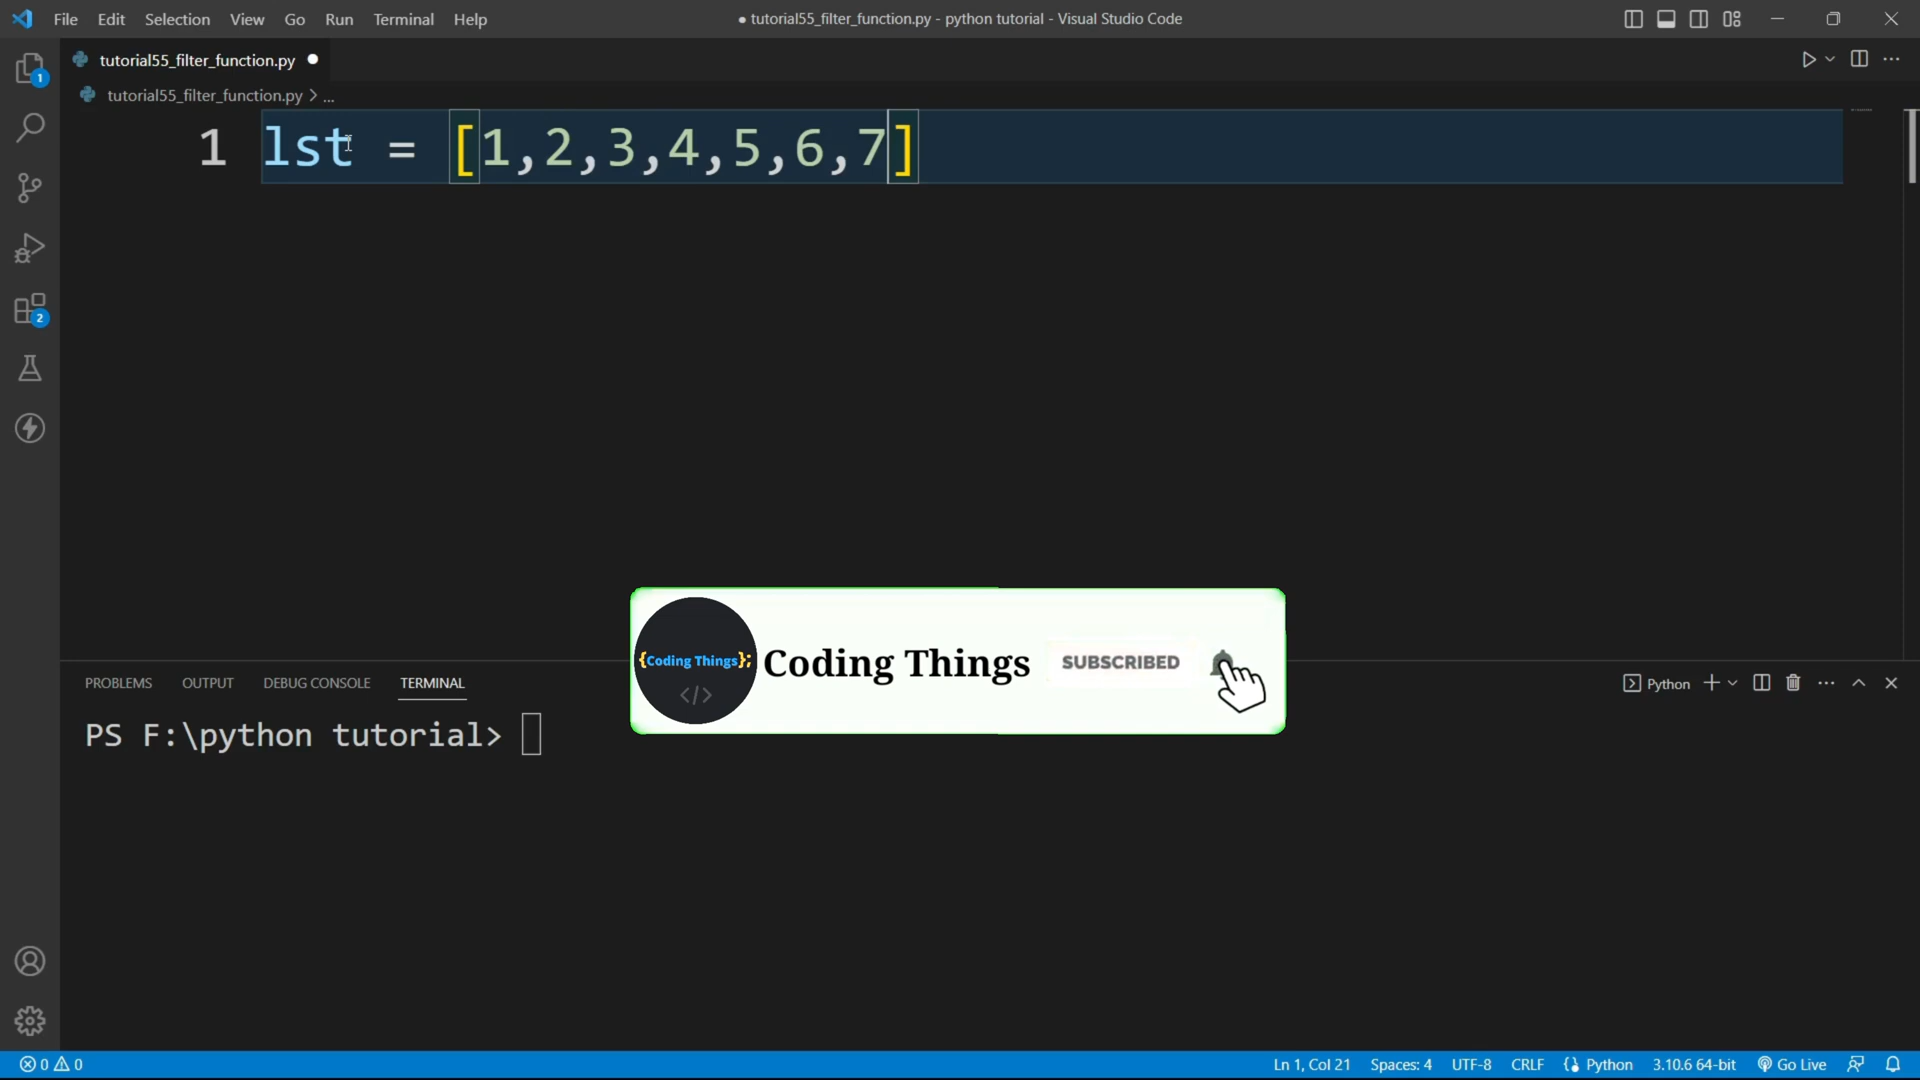 File Edit Selection View Go Run Terminal Help
● tutorial55_filter_function.py - python tutorial - Visual Studio Code
tutorial55_filter_function.py ●
tutorial55_filter_function.py > ...
1 lst = [1,2,3,4,5,6,7]
1
2
{Coding Things};
</>
Coding Things SUBSCRIBED
PROBLEMS OUTPUT DEBUG CONSOLE TERMINAL
Python
PS F:\python tutorial>
0 0
Ln 1, Col 21 Spaces: 4 UTF-8 CRLF Python 3.10.6 64-bit Go Live